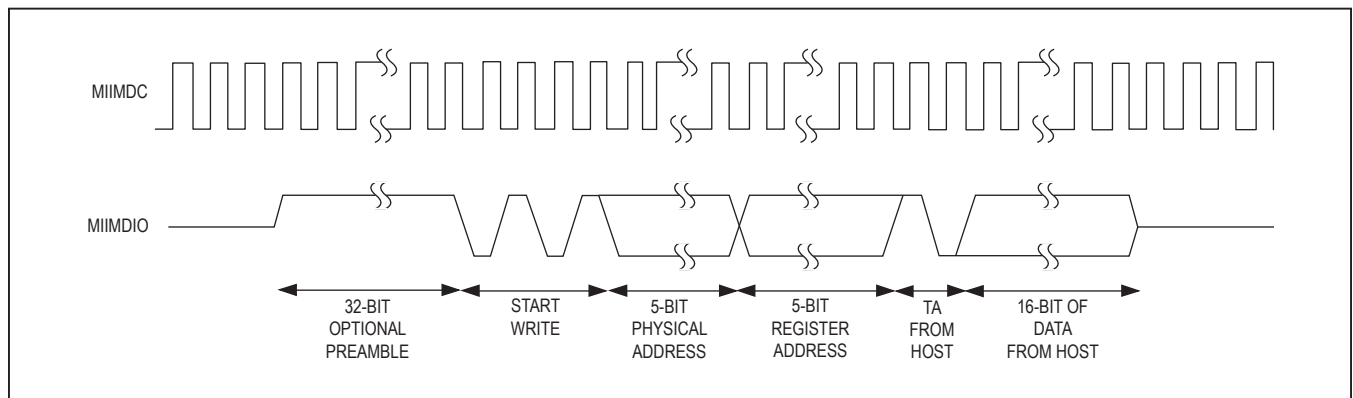 MIIMDC
MIIMDIO
32-BIT
OPTIONAL
PREAMBLE
START
WRITE
5-BIT
PHYSICAL
ADDRESS
5-BIT
REGISTER
ADDRESS
TA
FROM
HOST
16-BIT OF
DATA
FROM HOST